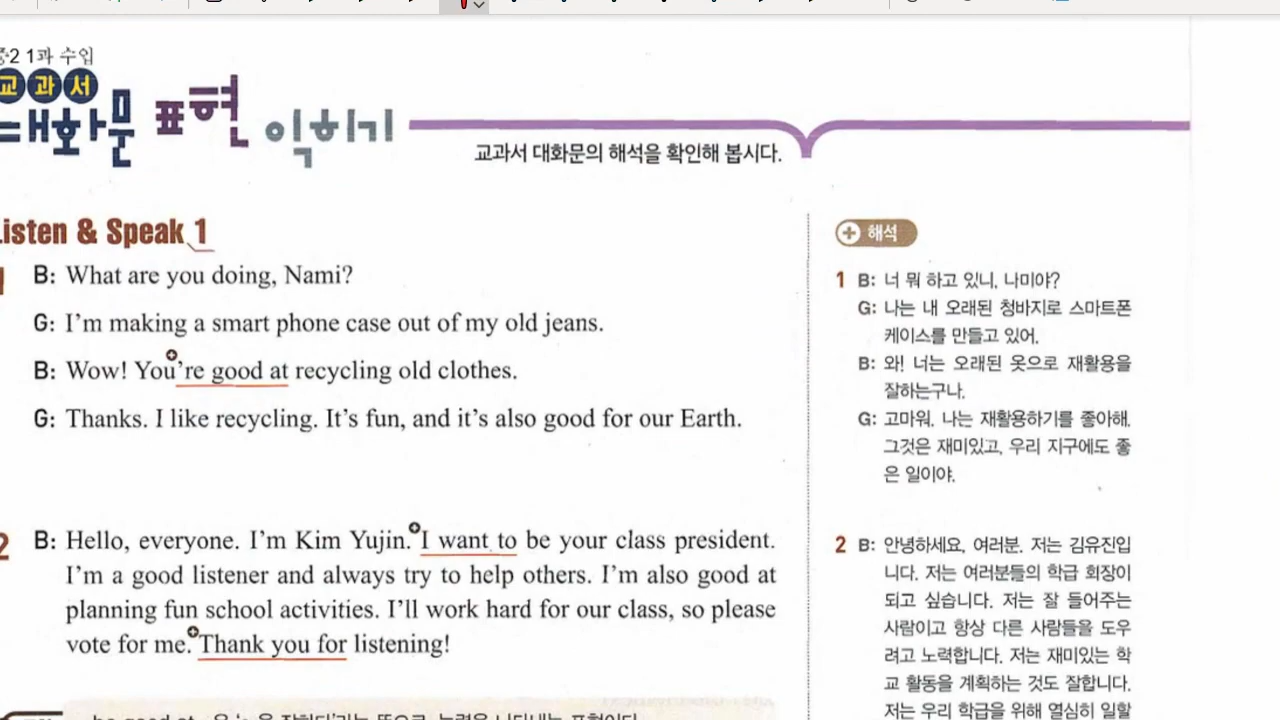 중2 1과 수입
교과서
대화문 표현 익히기
교과서 대화문의 해석을 확인해 봅시다.
Listen & Speak 1
1 B: What are you doing, Nami?
G: I'm making a smart phone case out of my old jeans.
B: Wow! You're good at recycling old clothes.
G: Thanks. I like recycling. It's fun, and it's also good for our Earth.
2 B: Hello, everyone. I'm Kim Yujin. I want to be your class president.
I'm a good listener and always try to help others. I'm also good at
planning fun school activities. I'll work hard for our class, so please
vote for me. Thank you for listening!
해석
1 B: 너 뭐 하고 있니, 나미야?
G: 나는 내 오래된 청바지로 스마트폰
케이스를 만들고 있어.
B: 와! 너는 오래된 옷으로 재활용을
잘하는구나.
G: 고마워. 나는 재활용하기를 좋아해.
그것은 재미있고, 우리 지구에도 좋
은 일이야.
2 B: 안녕하세요, 여러분. 저는 김유진입
니다. 저는 여러분들의 학급 회장이
되고 싶습니다. 저는 잘 들어주는
사람이고 항상 다른 사람들을 도우
려고 노력합니다. 저는 재미있는 학
교 활동을 계획하는 것도 잘합니다.
저는 우리 학급을 위해 열심히 일할
be good at